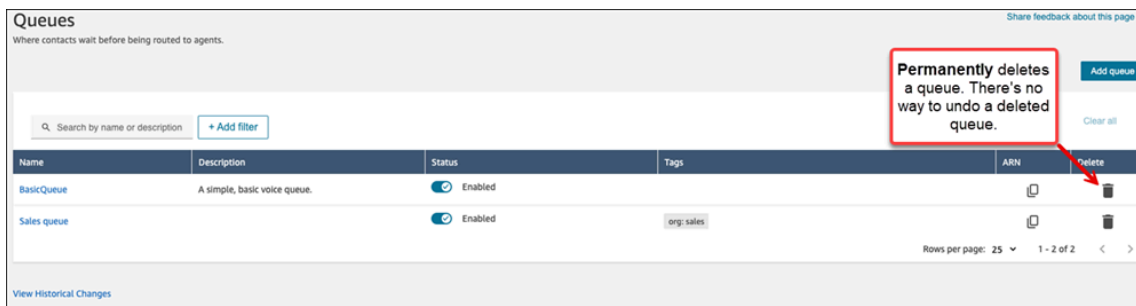 Queues
Share feedback about this page
Where contacts wait before being routed to agents.
Permanently deletes
a queue. There's no
way to undo a deleted
queue.
Add queue
Search by name or description
+ Add filter
Clear all
Name Description Status Tags ARN Delete
BasicQueue A simple, basic voice queue. Enabled
Sales queue Enabled org: sales
Rows per page: 25 1 - 2 of 2
View Historical Changes